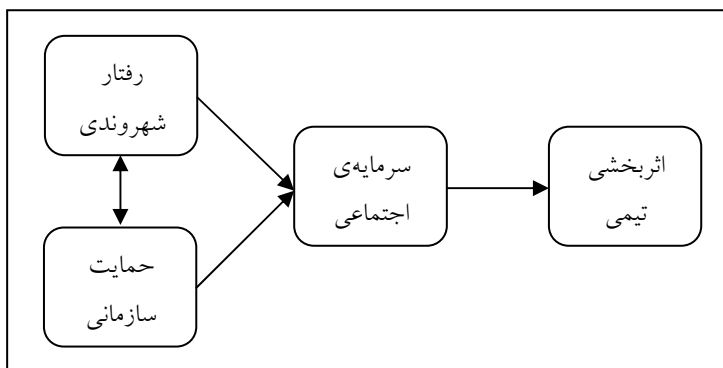 رفتار
شهروندی
حمایت
سازمانی
سرمایه‌ی
اجتماعی
اثربخشی
تیمی